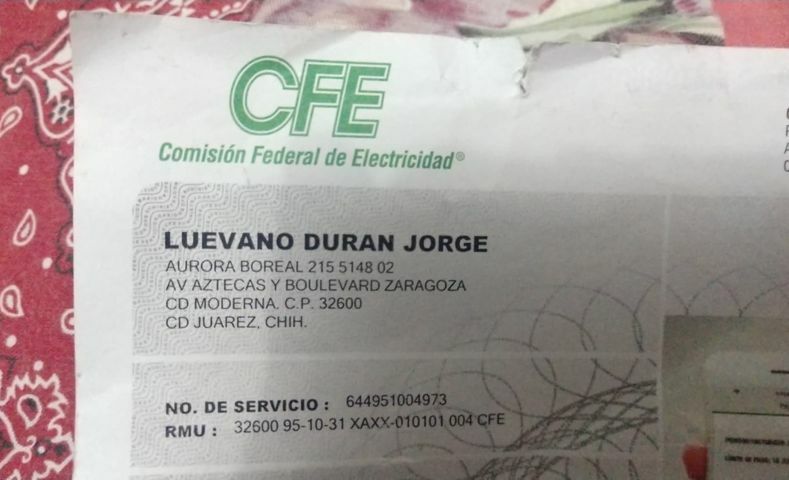 CFE
Comisión Federal de Electricidad®
LUEVANO DURAN JORGE
AURORA BOREAL 215 5148 02
AV AZTECAS Y BOULEVARD ZARAGOZA
CD MODERNA. C.P. 32600
CD JUAREZ, CHIH.
NO. DE SERVICIO : 644951004973
RMU : 32600 95-10-31 XAXX-010101 004 CFE